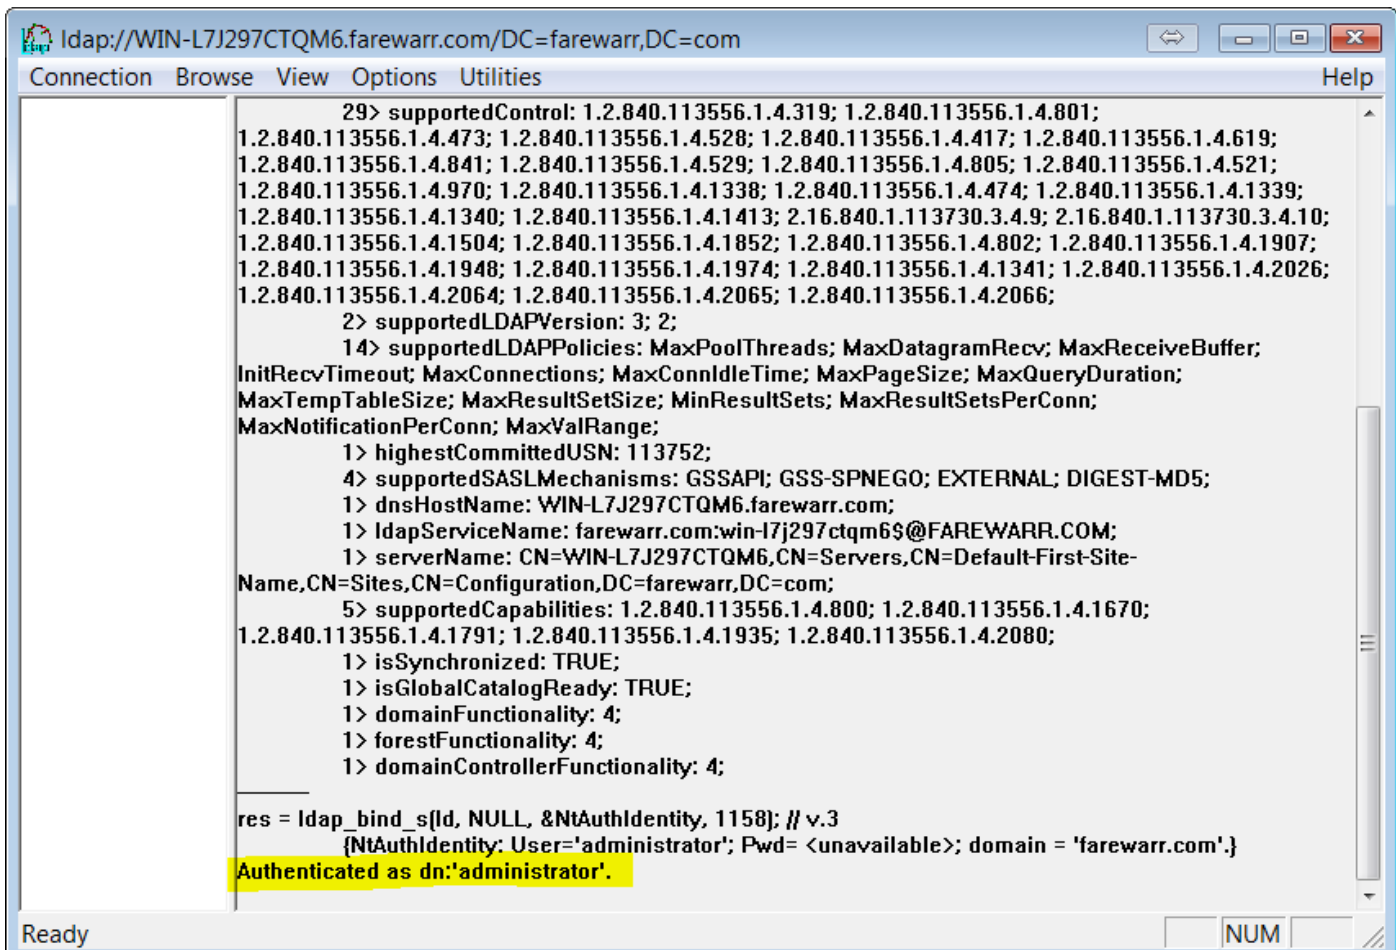 ldap://WIN-L7J297CTQM6.farewarr.com/DC=farewarr,DC=com
Connection Browse View Options Utilities Help
29> supportedControl: 1.2.840.113556.1.4.319; 1.2.840.113556.1.4.801;
1.2.840.113556.1.4.473; 1.2.840.113556.1.4.528; 1.2.840.113556.1.4.417; 1.2.840.113556.1.4.619;
1.2.840.113556.1.4.841; 1.2.840.113556.1.4.529; 1.2.840.113556.1.4.805; 1.2.840.113556.1.4.521;
1.2.840.113556.1.4.970; 1.2.840.113556.1.4.1338; 1.2.840.113556.1.4.474; 1.2.840.113556.1.4.1339;
1.2.840.113556.1.4.1340; 1.2.840.113556.1.4.1413; 2.16.840.1.113730.3.4.9; 2.16.840.1.113730.3.4.10;
1.2.840.113556.1.4.1504; 1.2.840.113556.1.4.1852; 1.2.840.113556.1.4.802; 1.2.840.113556.1.4.1907;
1.2.840.113556.1.4.1948; 1.2.840.113556.1.4.1974; 1.2.840.113556.1.4.1341; 1.2.840.113556.1.4.2026;
1.2.840.113556.1.4.2064; 1.2.840.113556.1.4.2065; 1.2.840.113556.1.4.2066;
2> supportedLDAPVersion: 3; 2;
14> supportedLDAPPolicies: MaxPoolThreads; MaxDatagramRecv; MaxReceiveBuffer;
InitRecvTimeout; MaxConnections; MaxConnIdleTime; MaxPageSize; MaxQueryDuration;
MaxTempTableSize; MaxResultSetSize; MinResultSets; MaxResultSetsPerConn;
MaxNotificationPerConn; MaxValRange;
1> highestCommittedUSN: 113752;
4> supportedSASLMechanisms: GSSAPI; GSS-SPNEGO; EXTERNAL; DIGEST-MD5;
1> dnsHostName: WIN-L7J297CTQM6.farewarr.com;
1> ldapServiceName: farewarr.com:win-l7j297ctqm6$@FAREWARR.COM;
1> serverName: CN=WIN-L7J297CTQM6,CN=Servers,CN=Default-First-Site-
Name,CN=Sites,CN=Configuration,DC=farewarr,DC=com;
5> supportedCapabilities: 1.2.840.113556.1.4.800; 1.2.840.113556.1.4.1670;
1.2.840.113556.1.4.1791; 1.2.840.113556.1.4.1935; 1.2.840.113556.1.4.2080;
1> isSynchronized: TRUE;
1> isGlobalCatalogReady: TRUE;
1> domainFunctionality: 4;
1> forestFunctionality: 4;
1> domainControllerFunctionality: 4;
res = ldap_bind_s(ld, NULL, &NtAuthIdentity, 1158); // v.3
{NtAuthIdentity: User='administrator'; Pwd= <unavailable>; domain = 'farewarr.com'.}
Authenticated as dn:'administrator'.
Ready NUM